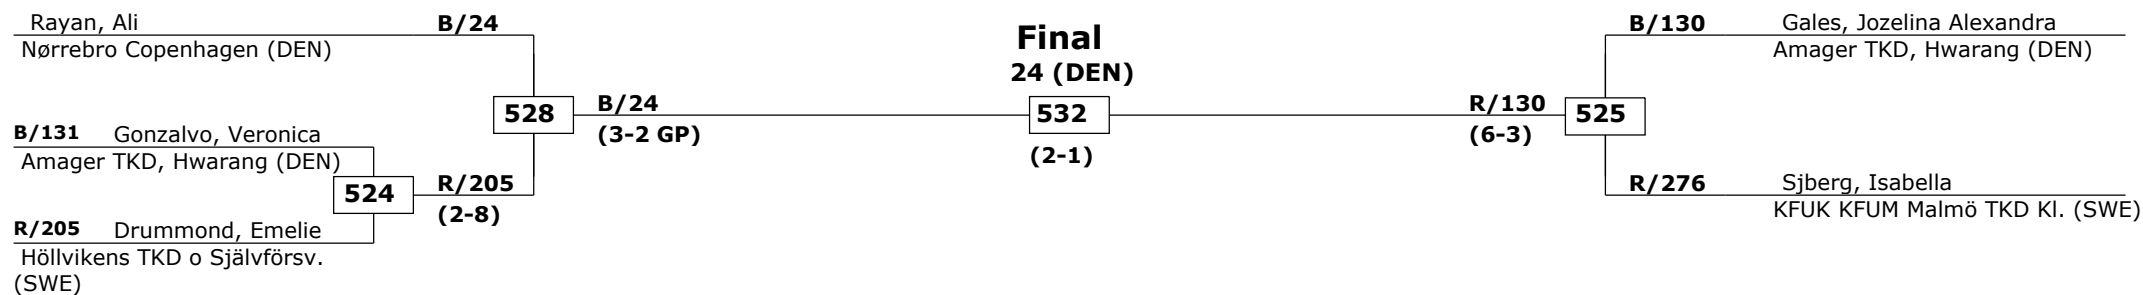 Rayan, Ali
B/24
Nørrebro Copenhagen (DEN)
B/131 Gonzalvo, Veronica
Amager TKD, Hwarang (DEN)
R/205 Drummond, Emelie
Höllvikens TKD o Självförsv.
(SWE)
524
R/205
(2-8)
528
B/24
(3-2 GP)
Final
24 (DEN)
532
(2-1)
R/130
(6-3)
525
B/130 Gales, Jozelina Alexandra
Amager TKD, Hwarang (DEN)
R/276 Sjberg, Isabella
KFUK KFUM Malmö TKD Kl. (SWE)